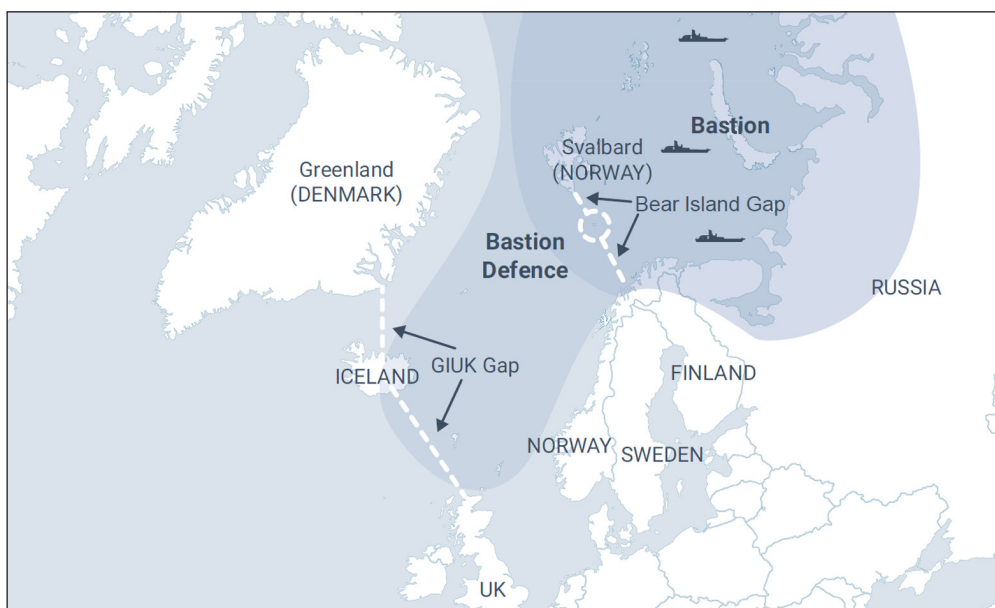 Bastion
Svalbard
(NORWAY)
Greenland
(DENMARK)
Bear Island Gap
Bastion
Defence
RUSSIA
GIUK Gap
ICELAND
FINLAND
NORWAY
SWEDEN
UK